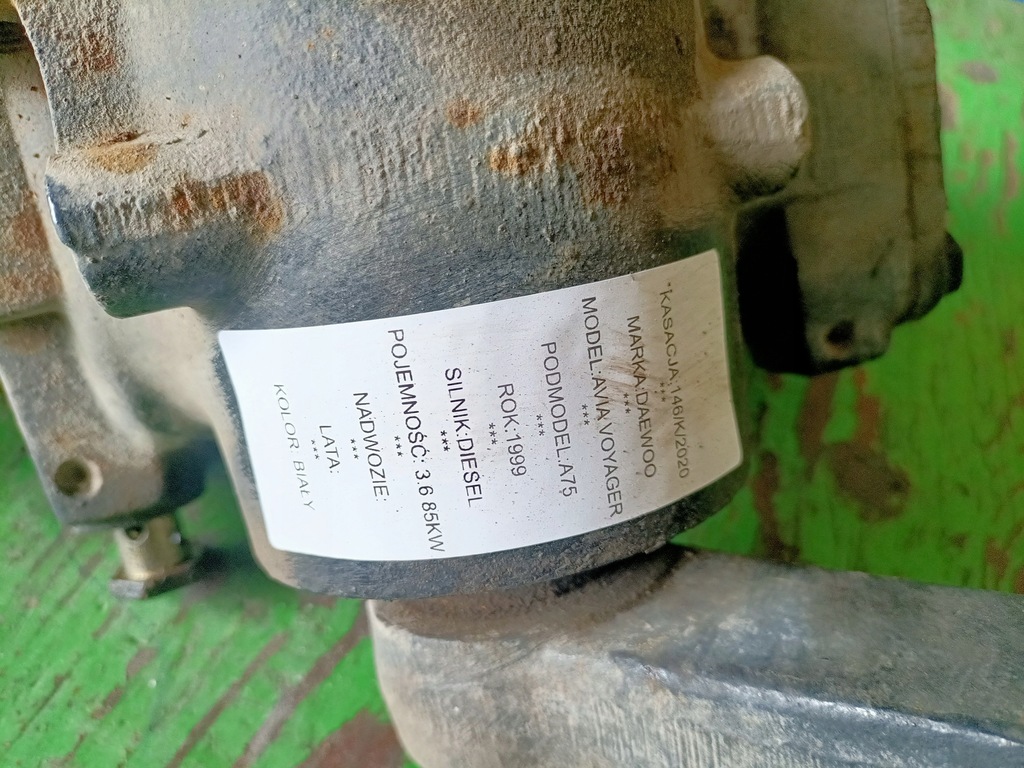 *KASACJA:146/K/2020
***
MARKA:DAEWOO
***
MODEL:AVIA VOYAGER
***
PODMODEL:A75
***
ROK:1999
***
SILNIK:DIESEL
***
POJEMNOŚĆ: 3.6 85KW
***
NADWOZIE:
***
LATA:
***
KOLOR: BIAŁY